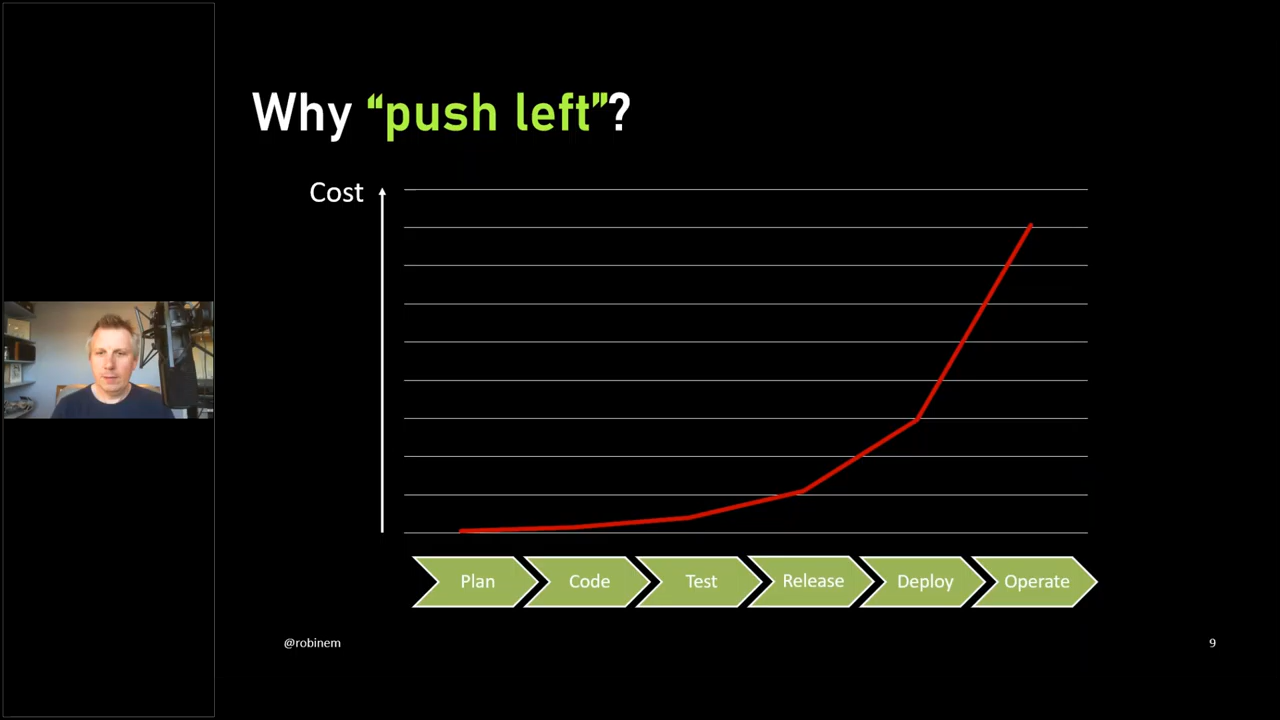 Why “push left”?
Cost
Plan
Code
Test
Release
Deploy
Operate
@robinem
9